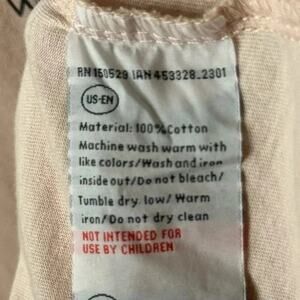 RN 150529 IAN 453328_2301
US-EN
Material: 100% Cotton
Machine wash warm with
like colors/Wash and iron
inside out/Do not bleach/
Tumble dry low/ Warm
iron/Do not dry clean
NOT INTENDED FOR
USE BY CHILDREN